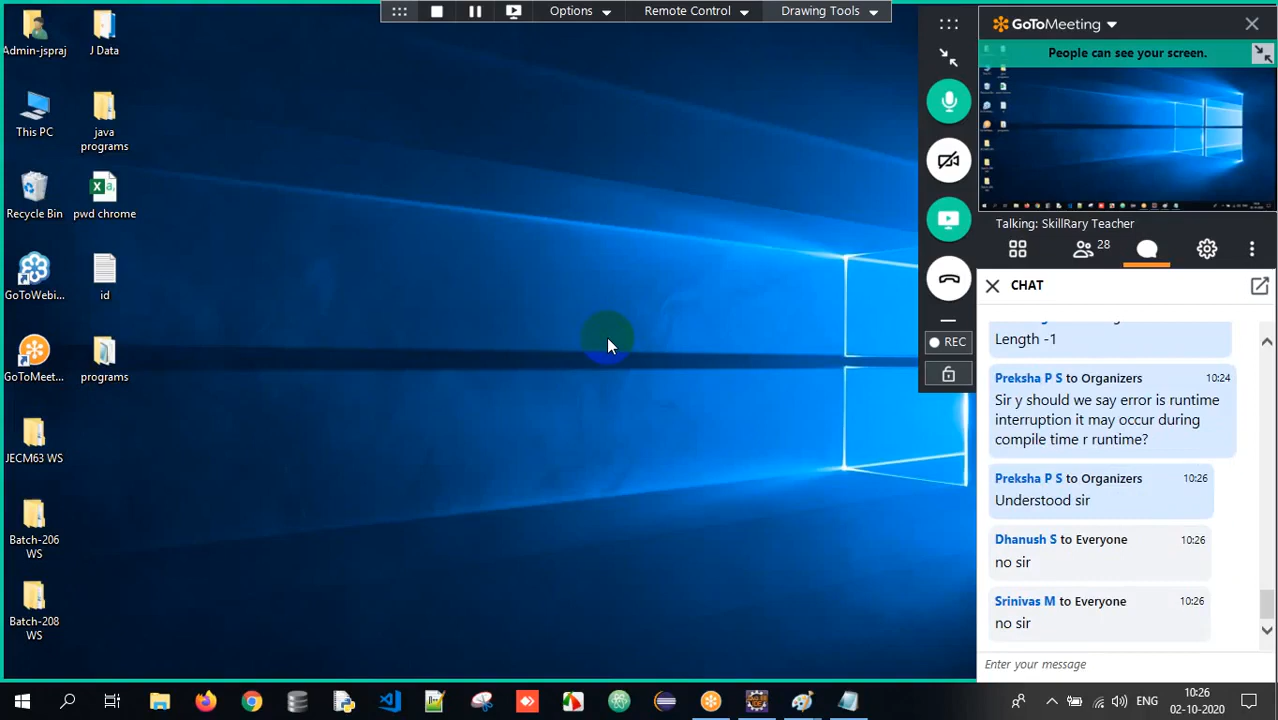 Options
Remote Control
Drawing Tools
GoToMeeting
People can see your screen.
Admin-jspraj
J Data
This PC
java
programs
Recycle Bin
pwd chrome
GoToWebi...
id
GoToMeet...
programs
JECM63 WS
Batch-206
WS
Batch-208
WS
REC
Talking: SkillRary Teacher
28
CHAT
Length -1
Preksha P S to Organizers 10:24
Sir y should we say error is runtime
interruption it may occur during
compile time r runtime?
Preksha P S to Organizers 10:26
Understood sir
Dhanush S to Everyone 10:26
no sir
Srinivas M to Everyone 10:26
no sir
Enter your message
ENG
10:26
02-10-2020